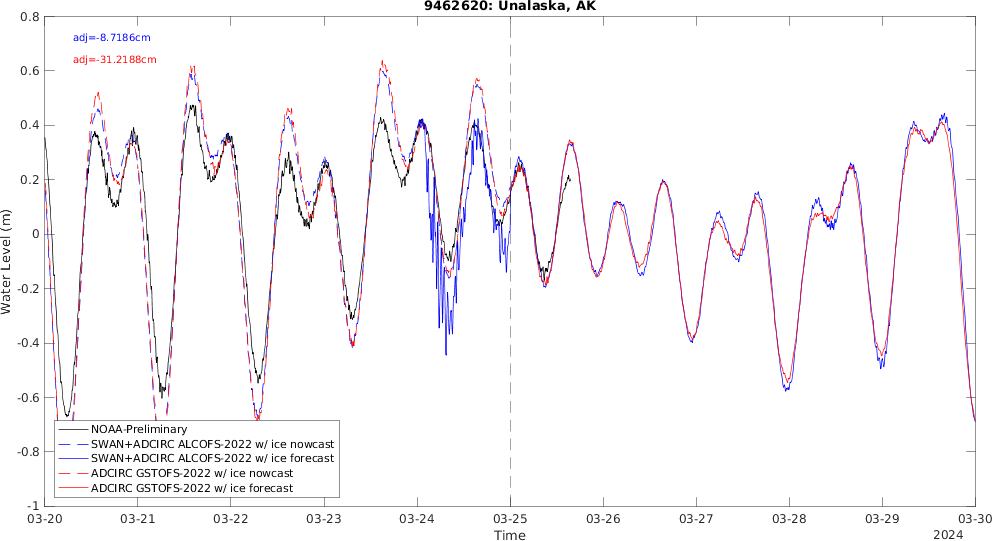 9462620: Unalaska, AK
adj=-8.7186cm
adj=-31.2188cm
Water Level (m)
0.8
0.6
0.4
0.2
0
-0.2
-0.4
-0.6
-0.8
-1
NOAA-Preliminary
SWAN+ADCIRC ALCOFS-2022 w/ ice nowcast
SWAN+ADCIRC ALCOFS-2022 w/ ice forecast
ADCIRC GSTOFS-2022 w/ ice nowcast
ADCIRC GSTOFS-2022 w/ ice forecast
03-20 03-21 03-22 03-23 03-24 03-25 03-26 03-27 03-28 03-29 03-30
Time
2024